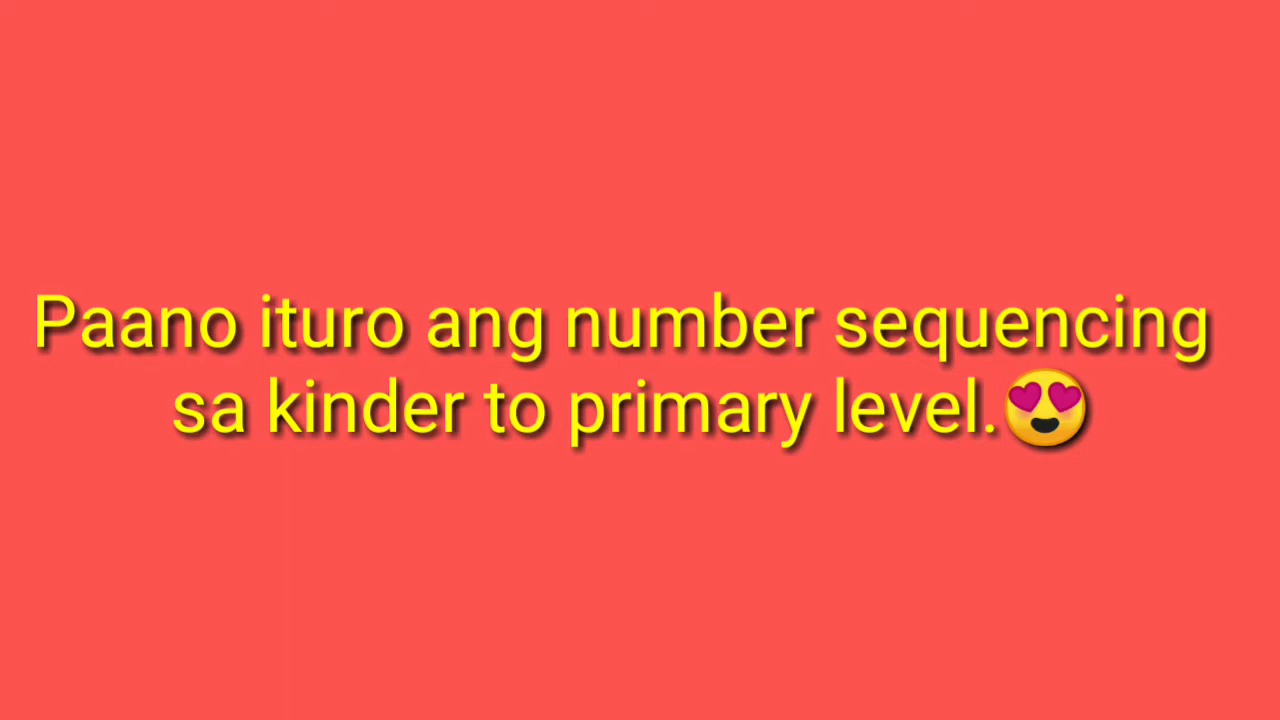 Paano ituro ang number sequencing
sa kinder to primary level.😍